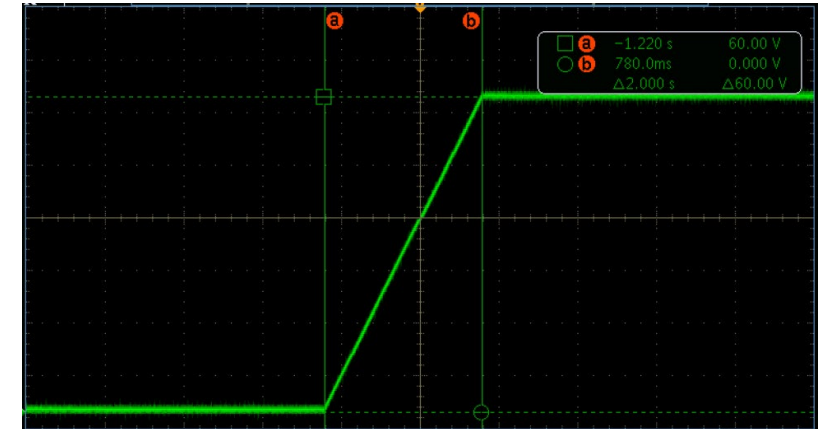 a b
a −1.220 s 60.00 V
b 780.0ms 0.000 V
Δ2.000 s Δ60.00 V